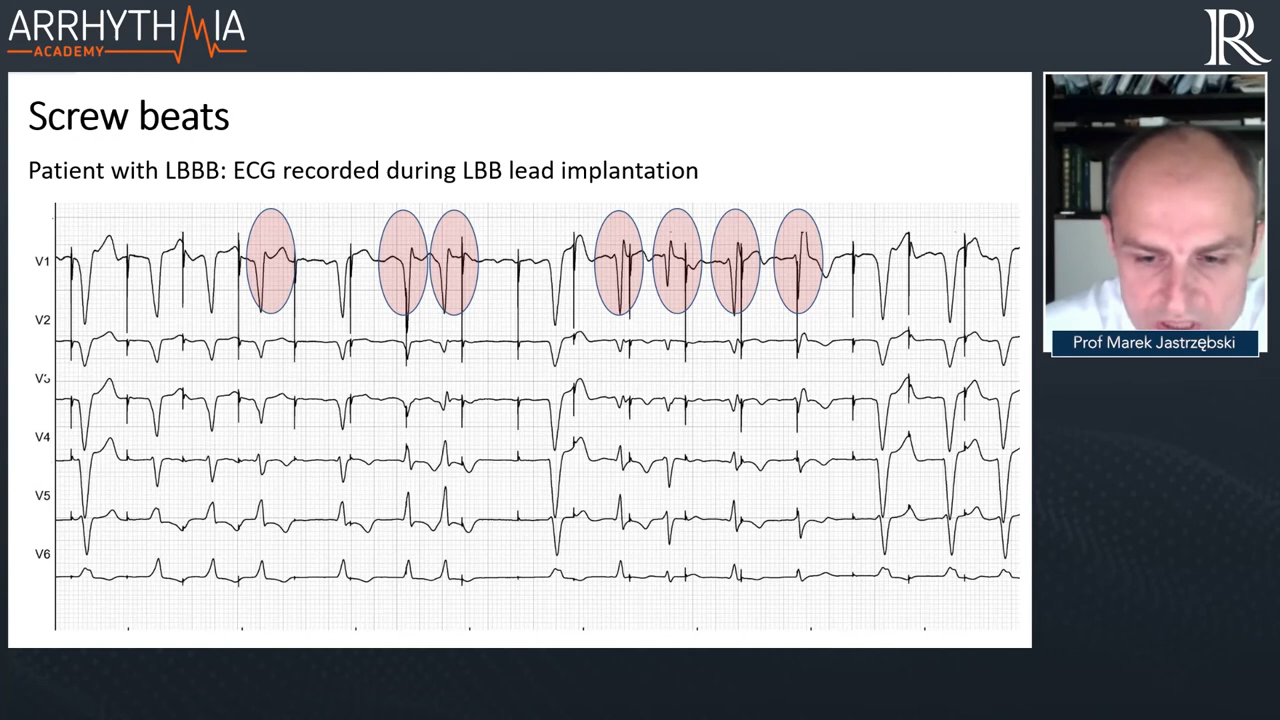 ARRHYTHMIA
ACADEMY
R
Screw beats
Patient with LBBB: ECG recorded during LBB lead implantation
V1
V2
V3
V4
V5
V6
Prof Marek Jastrzębski